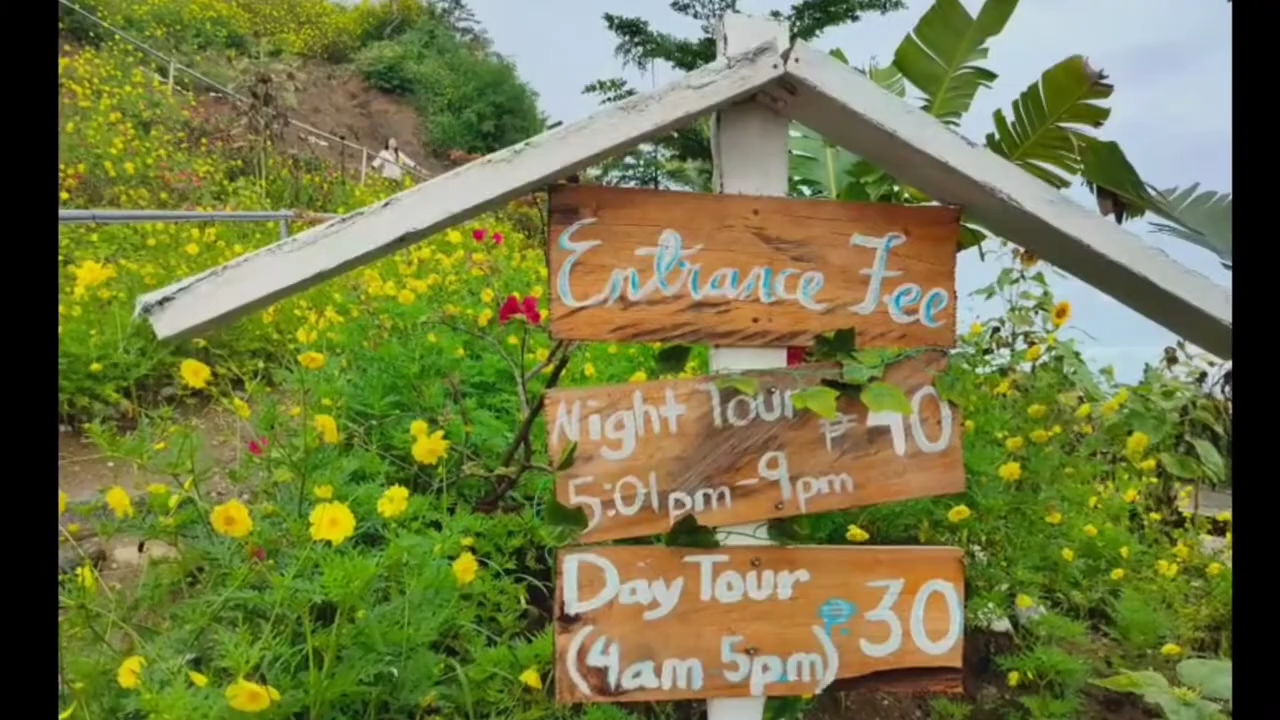 Entrance Fee
Night Tour ₱40
5:01pm-9pm
Day Tour ₱30
(4am 5pm)